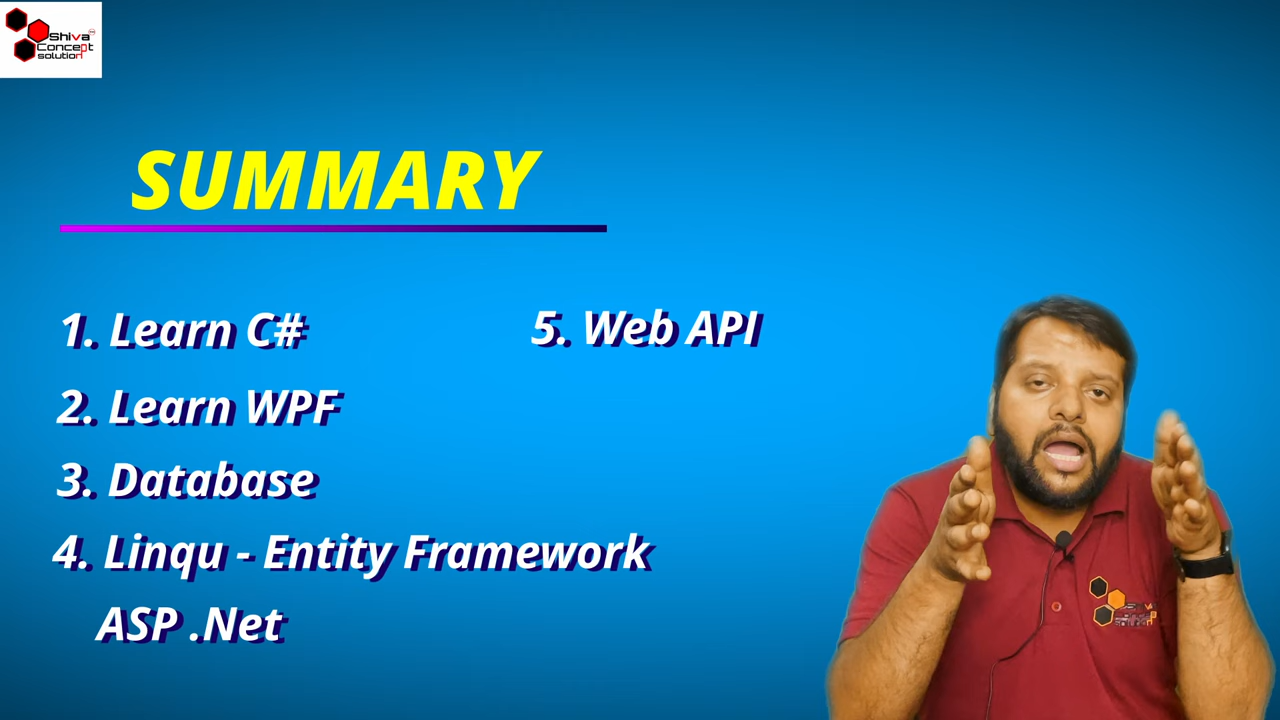 Shiva
Concept
solution
SUMMARY
1. Learn C#
2. Learn WPF
3. Database
4. Linqu - Entity Framework
ASP .Net
5. Web API